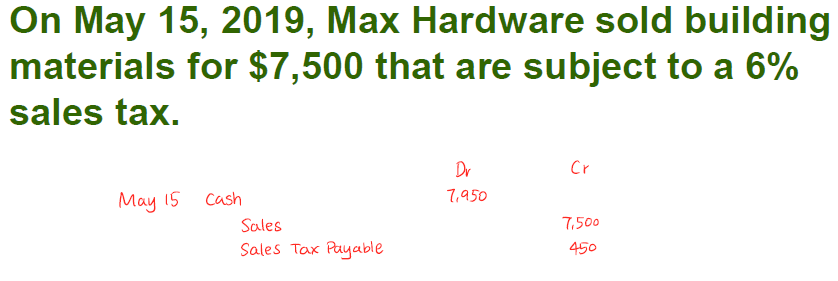 On May 15, 2019, Max Hardware sold building
materials for $7,500 that are subject to a 6%
sales tax.
Dr Cr
May 15 Cash 7,950
Sales 7,500
Sales Tax Payable 450